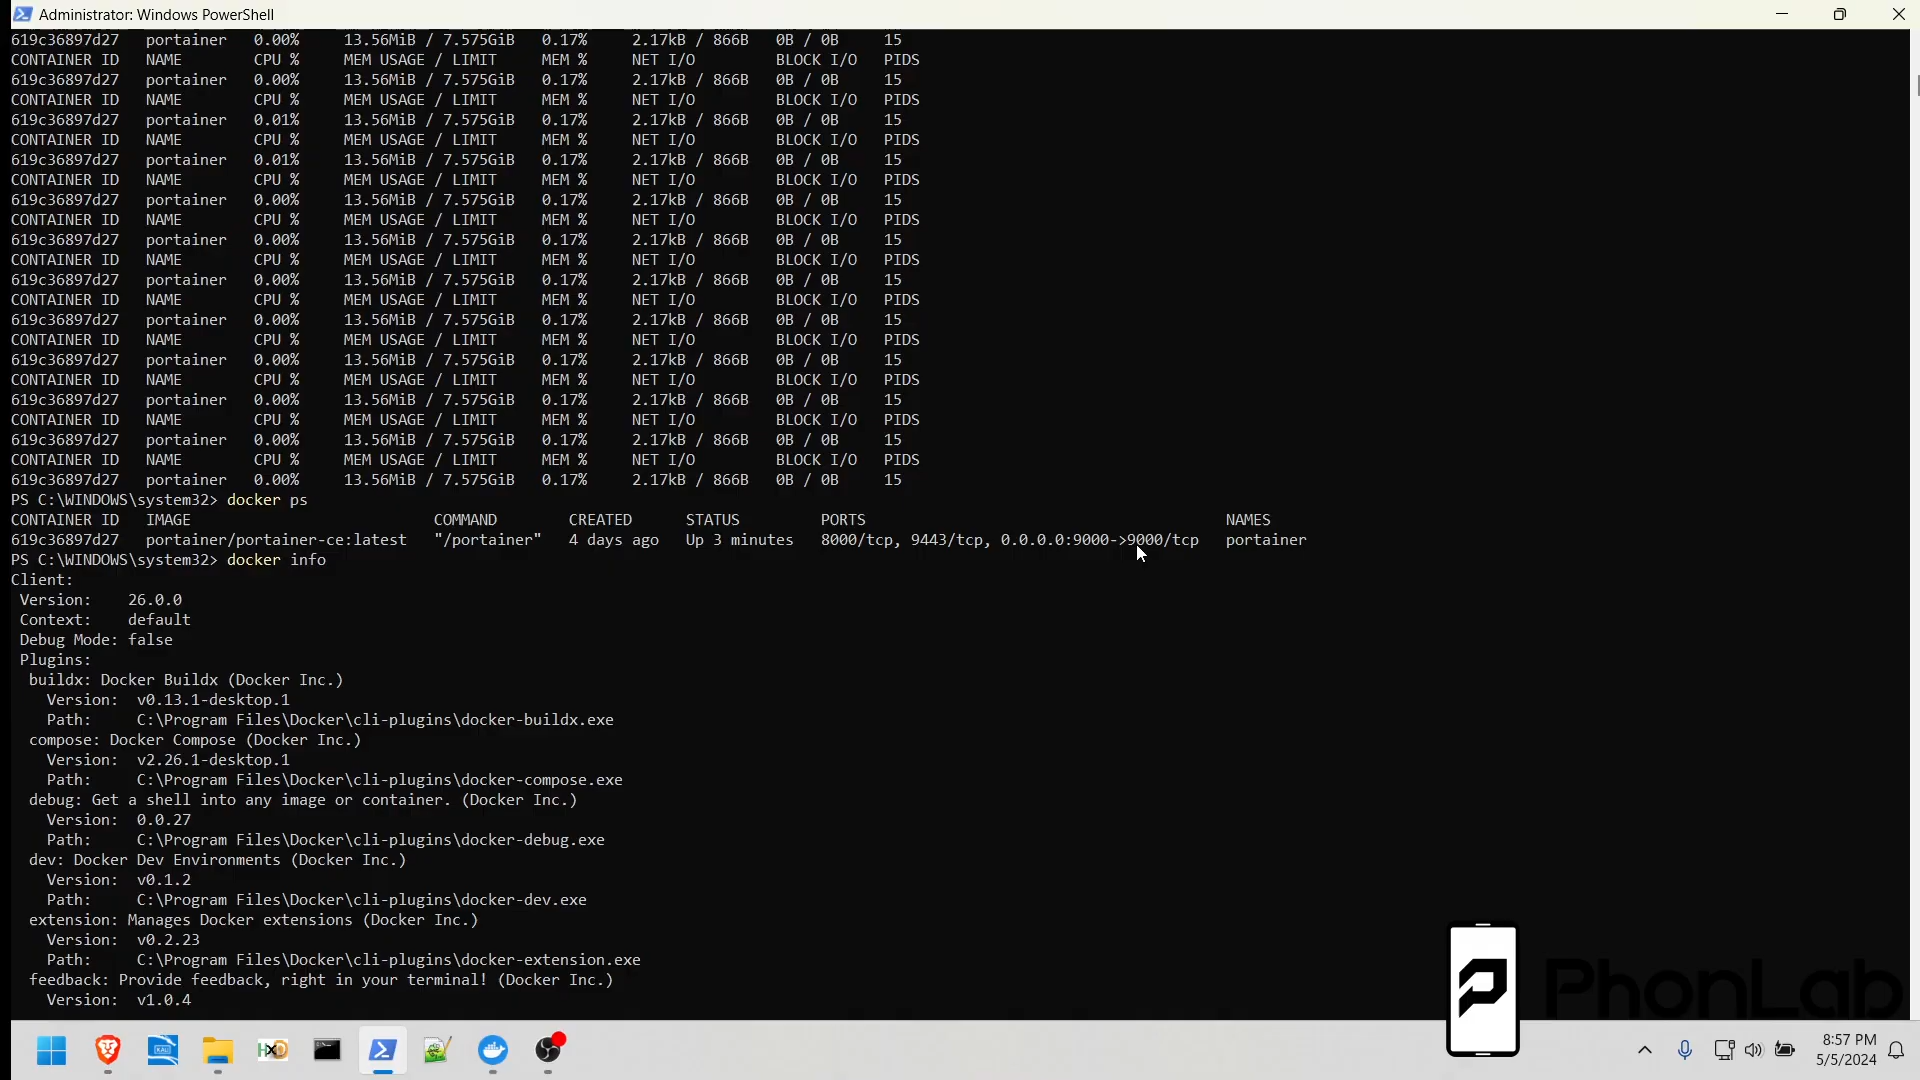 Administrator: Windows PowerShell
619c36897d27 portainer 0.00% 13.56MiB / 7.575GiB 0.17% 2.17kB / 866B 0B / 0B 15
CONTAINER ID NAME CPU % MEM USAGE / LIMIT MEM % NET I/O BLOCK I/O PIDS
619c36897d27 portainer 0.00% 13.56MiB / 7.575GiB 0.17% 2.17kB / 866B 0B / 0B 15
CONTAINER ID NAME CPU % MEM USAGE / LIMIT MEM % NET I/O BLOCK I/O PIDS
619c36897d27 portainer 0.01% 13.56MiB / 7.575GiB 0.17% 2.17kB / 866B 0B / 0B 15
CONTAINER ID NAME CPU % MEM USAGE / LIMIT MEM % NET I/O BLOCK I/O PIDS
619c36897d27 portainer 0.01% 13.56MiB / 7.575GiB 0.17% 2.17kB / 866B 0B / 0B 15
CONTAINER ID NAME CPU % MEM USAGE / LIMIT MEM % NET I/O BLOCK I/O PIDS
619c36897d27 portainer 0.00% 13.56MiB / 7.575GiB 0.17% 2.17kB / 866B 0B / 0B 15
CONTAINER ID NAME CPU % MEM USAGE / LIMIT MEM % NET I/O BLOCK I/O PIDS
619c36897d27 portainer 0.00% 13.56MiB / 7.575GiB 0.17% 2.17kB / 866B 0B / 0B 15
CONTAINER ID NAME CPU % MEM USAGE / LIMIT MEM % NET I/O BLOCK I/O PIDS
619c36897d27 portainer 0.00% 13.56MiB / 7.575GiB 0.17% 2.17kB / 866B 0B / 0B 15
CONTAINER ID NAME CPU % MEM USAGE / LIMIT MEM % NET I/O BLOCK I/O PIDS
619c36897d27 portainer 0.00% 13.56MiB / 7.575GiB 0.17% 2.17kB / 866B 0B / 0B 15
CONTAINER ID NAME CPU % MEM USAGE / LIMIT MEM % NET I/O BLOCK I/O PIDS
619c36897d27 portainer 0.00% 13.56MiB / 7.575GiB 0.17% 2.17kB / 866B 0B / 0B 15
CONTAINER ID NAME CPU % MEM USAGE / LIMIT MEM % NET I/O BLOCK I/O PIDS
619c36897d27 portainer 0.00% 13.56MiB / 7.575GiB 0.17% 2.17kB / 866B 0B / 0B 15
CONTAINER ID NAME CPU % MEM USAGE / LIMIT MEM % NET I/O BLOCK I/O PIDS
619c36897d27 portainer 0.00% 13.56MiB / 7.575GiB 0.17% 2.17kB / 866B 0B / 0B 15
CONTAINER ID NAME CPU % MEM USAGE / LIMIT MEM % NET I/O BLOCK I/O PIDS
619c36897d27 portainer 0.00% 13.56MiB / 7.575GiB 0.17% 2.17kB / 866B 0B / 0B 15
PS C:\WINDOWS\system32> docker ps
CONTAINER ID IMAGE COMMAND CREATED STATUS PORTS NAMES
619c36897d27 portainer/portainer-ce:latest "/portainer" 4 days ago Up 3 minutes 8000/tcp, 9443/tcp, 0.0.0.0:9000->9000/tcp portainer
PS C:\WINDOWS\system32> docker info
Client:
Version: 26.0.0
Context: default
Debug Mode: false
Plugins:
buildx: Docker Buildx (Docker Inc.)
Version: v0.13.1-desktop.1
Path: C:\Program Files\Docker\cli-plugins\docker-buildx.exe
compose: Docker Compose (Docker Inc.)
Version: v2.26.1-desktop.1
Path: C:\Program Files\Docker\cli-plugins\docker-compose.exe
debug: Get a shell into any image or container. (Docker Inc.)
Version: 0.0.27
Path: C:\Program Files\Docker\cli-plugins\docker-debug.exe
dev: Docker Dev Environments (Docker Inc.)
Version: v0.1.2
Path: C:\Program Files\Docker\cli-plugins\docker-dev.exe
extension: Manages Docker extensions (Docker Inc.)
Version: v0.2.23
Path: C:\Program Files\Docker\cli-plugins\docker-extension.exe
feedback: Provide feedback, right in your terminal! (Docker Inc.)
Version: v1.0.4
PhonLab
8:57 PM
5/5/2024